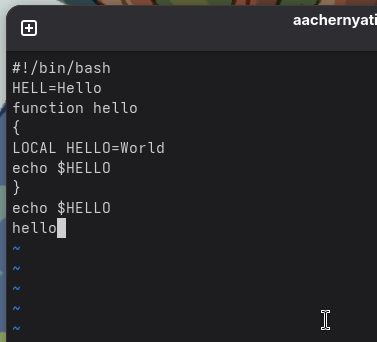 aachernyati
#!/bin/bash
HELL=Hello
function hello
{
LOCAL HELLO=World
echo $HELLO
}
echo $HELLO
hello
~
~
~
~
~